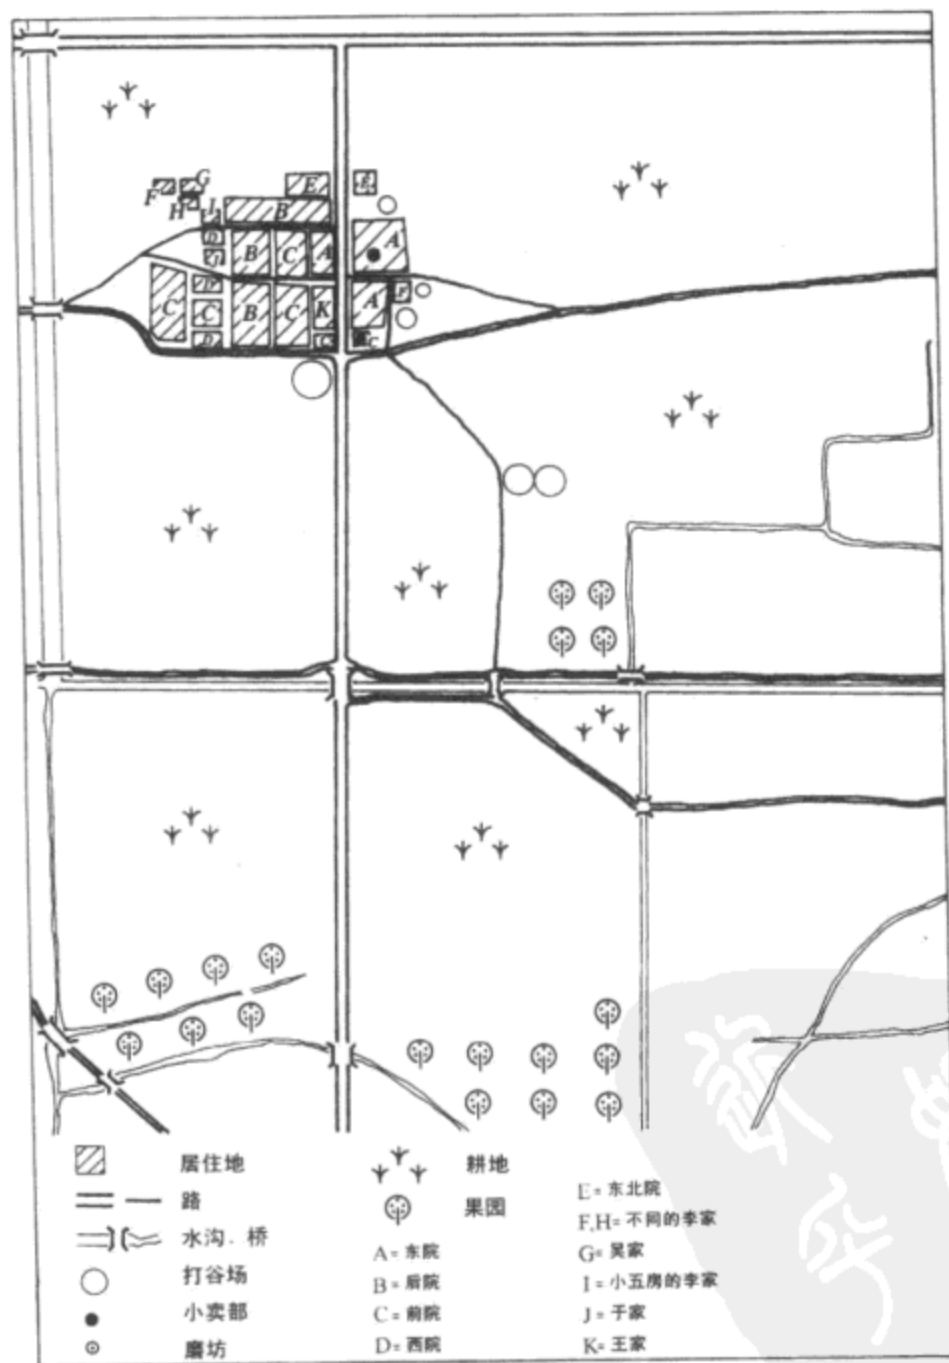 G
F
E
E
H
I
B
D
B
C
A
A
J
C
D
C
B
C
K
A
F
D
C
C
居住地
路
水沟、桥
打谷场
小卖部
磨坊
耕地
果园
A=东院
B=后院
C=前院
D=西院
E=东北院
F,H=不同的李家
G=吴家
I=小五房的李家
J=于家
K=王家